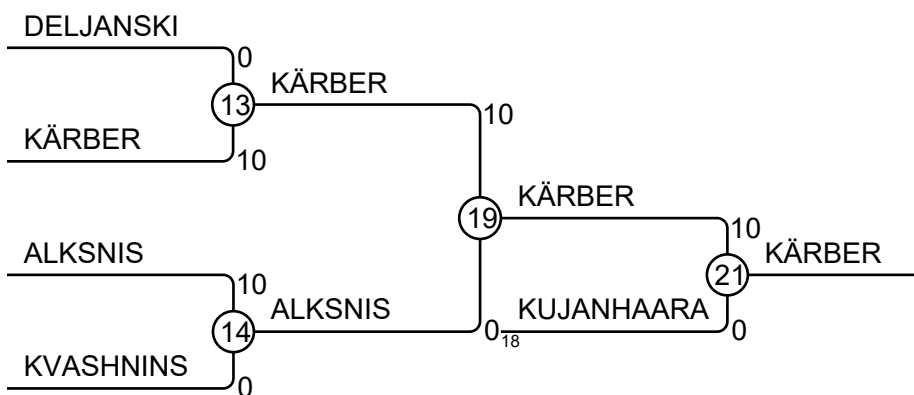 DELJANSKI
0
13
KÄRBER
KÄRBER
10
10
19
KÄRBER
ALKSNIS
10
14
ALKSNIS
KVASHNINS
0
0
18
KUJANHAARA
10
21
KÄRBER
0